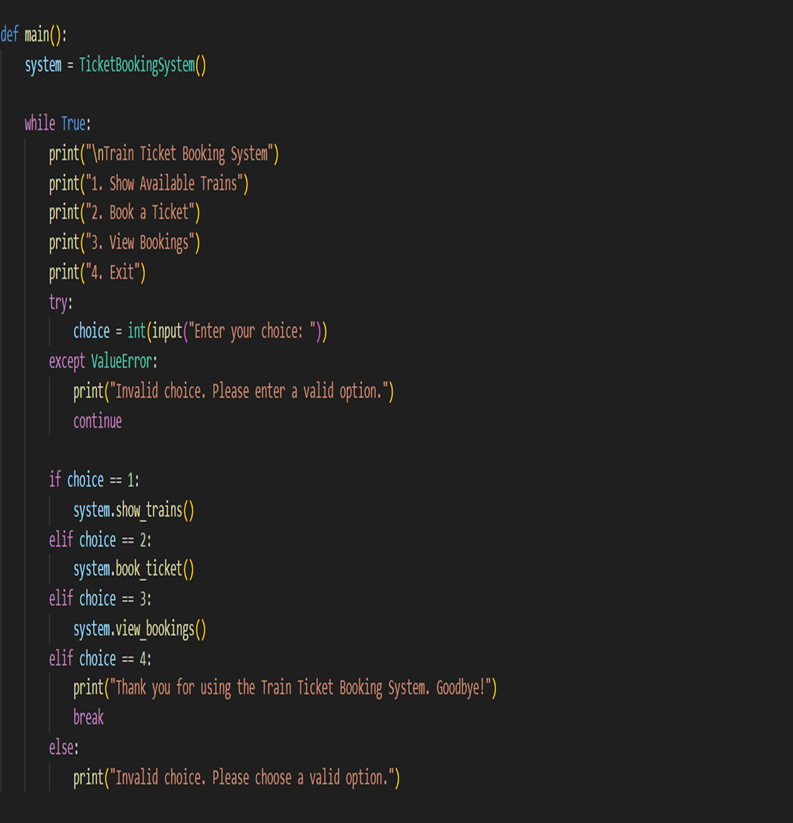 def main():
    system = TicketBookingSystem()

    while True:
        print("\nTrain Ticket Booking System")
        print("1. Show Available Trains")
        print("2. Book a Ticket")
        print("3. View Bookings")
        print("4. Exit")
        try:
            choice = int(input("Enter your choice: "))
        except ValueError:
            print("Invalid choice. Please enter a valid option.")
            continue

        if choice == 1:
            system.show_trains()
        elif choice == 2:
            system.book_ticket()
        elif choice == 3:
            system.view_bookings()
        elif choice == 4:
            print("Thank you for using the Train Ticket Booking System. Goodbye!")
            break
        else:
            print("Invalid choice. Please choose a valid option.")